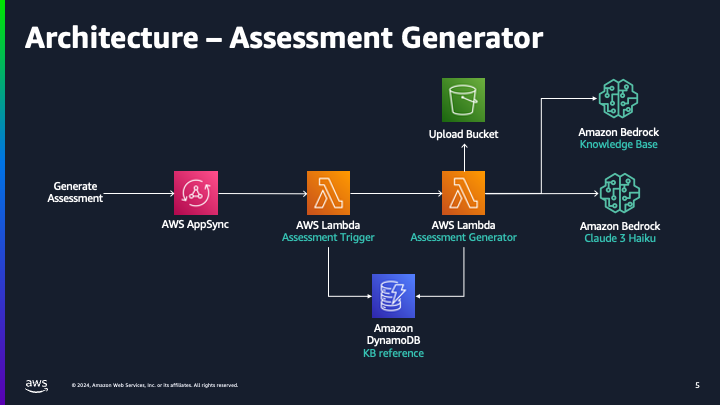 Architecture – Assessment Generator
Upload Bucket
Amazon Bedrock
Knowledge Base
Generate
Assessment
AWS AppSync
AWS Lambda
Assessment Trigger
AWS Lambda
Assessment Generator
Amazon Bedrock
Claude 3 Haiku
Amazon
DynamoDB
KB reference
aws
© 2024, Amazon Web Services, Inc. or its affiliates. All rights reserved.
5